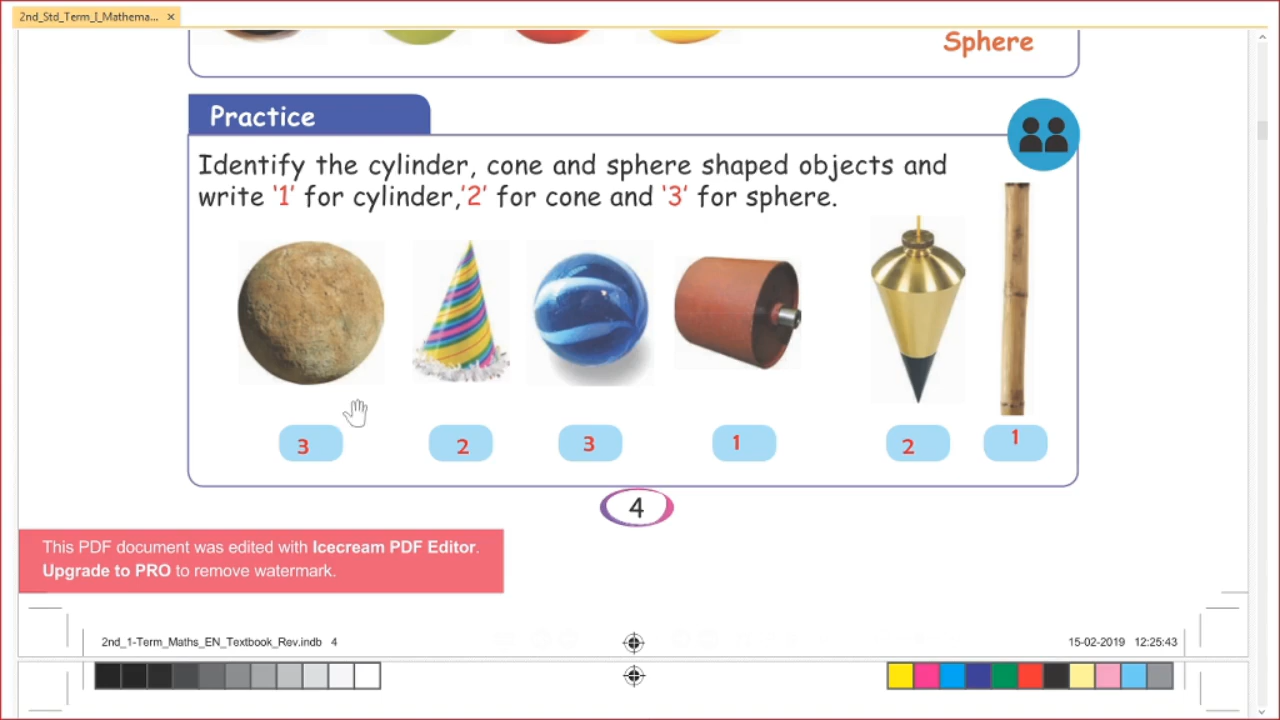 2nd_Std_Term_I_Mathema... ×
Sphere
Practice
Identify the cylinder, cone and sphere shaped objects and
write ‘1’ for cylinder,’2’ for cone and ‘3’ for sphere.
3 2 3 1 2 1
4
This PDF document was edited with Icecream PDF Editor.
Upgrade to PRO to remove watermark.
2nd_1-Term_Maths_EN_Textbook_Rev.indb 4 15-02-2019 12:25:43